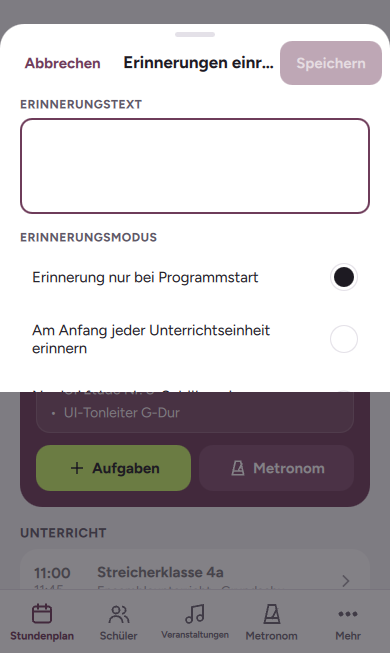 Abbrechen
Erinnerungen einr...
Speichern
ERINNERUNGSTEXT
ERINNERUNGSMODUS
Erinnerung nur bei Programmstart
Am Anfang jeder Unterrichtseinheit
erinnern
• UI-Tonleiter G-Dur
+ Aufgaben
Metronom
UNTERRICHT
11:00
Streicherklasse 4a
Stundenplan
Schüler
Veranstaltungen
Metronom
Mehr